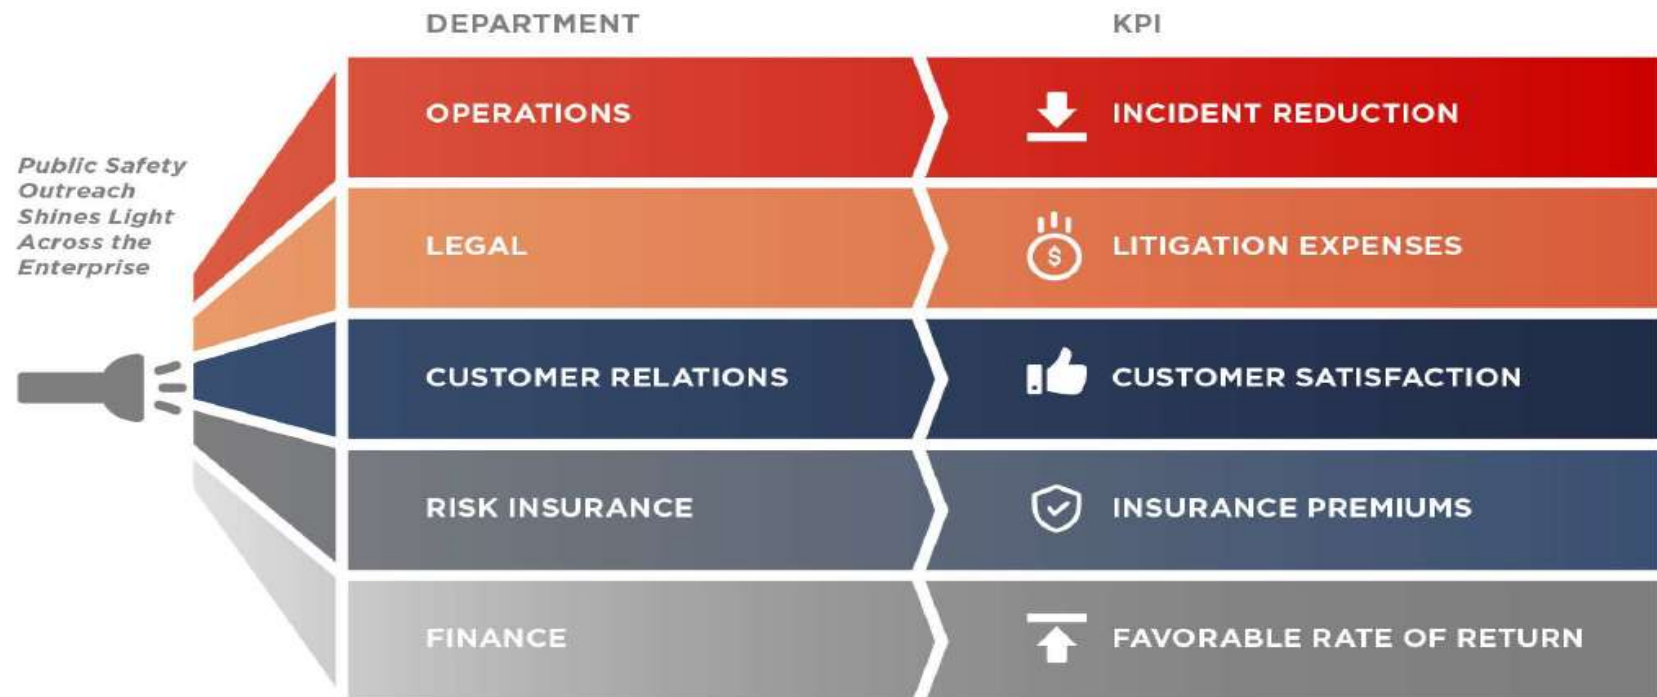 DEPARTMENT KPI
Public Safety
Outreach
Shines Light
Across the
Enterprise
OPERATIONS INCIDENT REDUCTION
LEGAL $ LITIGATION EXPENSES
CUSTOMER RELATIONS CUSTOMER SATISFACTION
RISK INSURANCE INSURANCE PREMIUMS
FINANCE FAVORABLE RATE OF RETURN